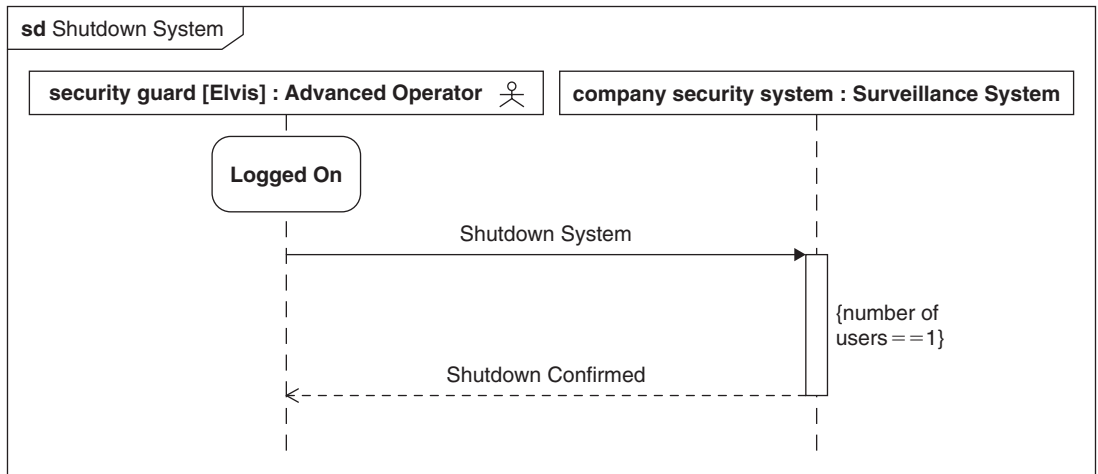 sd Shutdown System
security guard [Elvis] : Advanced Operator
company security system : Surveillance System
Logged On
Shutdown System
{number of
users==1}
Shutdown Confirmed